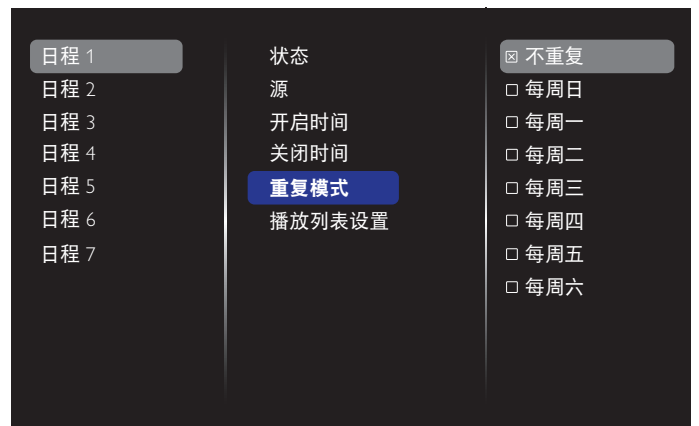 日程 1
日程 2
日程 3
日程 4
日程 5
日程 6
日程 7
状态
源
开启时间
关闭时间
重复模式
播放列表设置
☒ 不重复
☐ 每周日
☐ 每周一
☐ 每周二
☐ 每周三
☐ 每周四
☐ 每周五
☐ 每周六